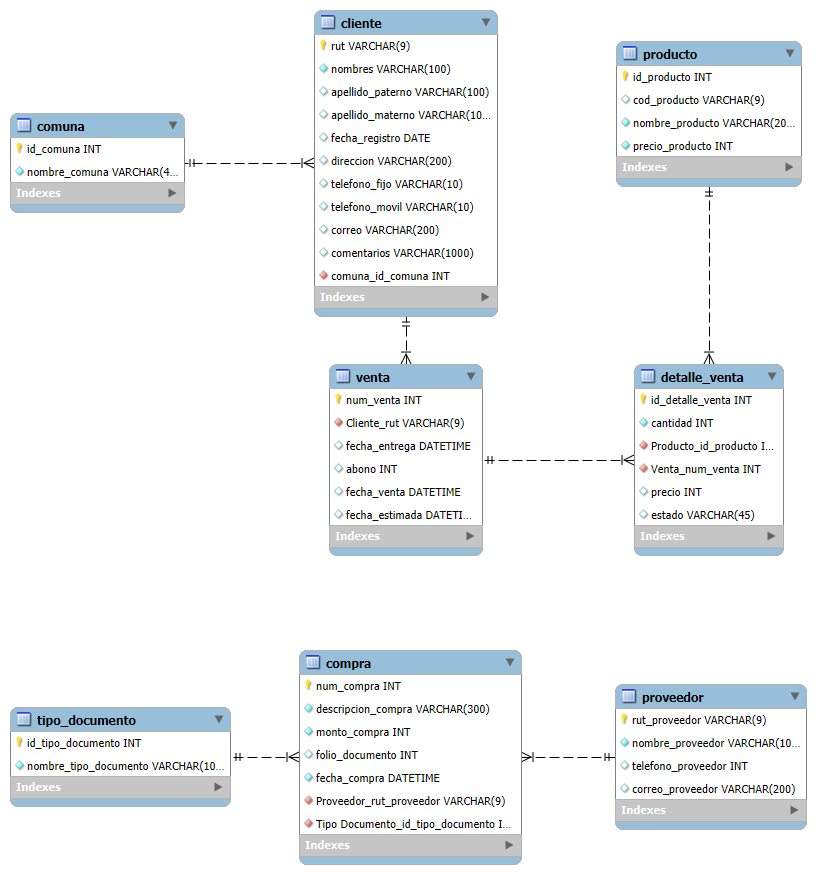 cliente
rut VARCHAR(9)
nombres VARCHAR(100)
apellido_paterno VARCHAR(100)
apellido_materno VARCHAR(10...
fecha_registro DATE
direccion VARCHAR(200)
telefono_fijo VARCHAR(10)
telefono_movil VARCHAR(10)
correo VARCHAR(200)
comentarios VARCHAR(1000)
comuna_id_comuna INT
Indexes
producto
id_producto INT
cod_producto VARCHAR(9)
nombre_producto VARCHAR(20...
precio_producto INT
Indexes
comuna
id_comuna INT
nombre_comuna VARCHAR(4...
Indexes
venta
num_venta INT
Cliente_rut VARCHAR(9)
fecha_entrega DATETIME
abono INT
fecha_venta DATETIME
fecha_estimada DATETI...
Indexes
detalle_venta
id_detalle_venta INT
cantidad INT
Producto_id_producto I...
Venta_num_venta INT
precio INT
estado VARCHAR(45)
Indexes
compra
num_compra INT
descripcion_compra VARCHAR(300)
monto_compra INT
folio_documento INT
fecha_compra DATETIME
Proveedor_rut_proveedor VARCHAR(9)
Tipo Documento_id_tipo_documento I...
Indexes
tipo_documento
id_tipo_documento INT
nombre_tipo_documento VARCHAR(10...
Indexes
proveedor
rut_proveedor VARCHAR(9)
nombre_proveedor VARCHAR(10...
telefono_proveedor INT
correo_proveedor VARCHAR(200)
Indexes